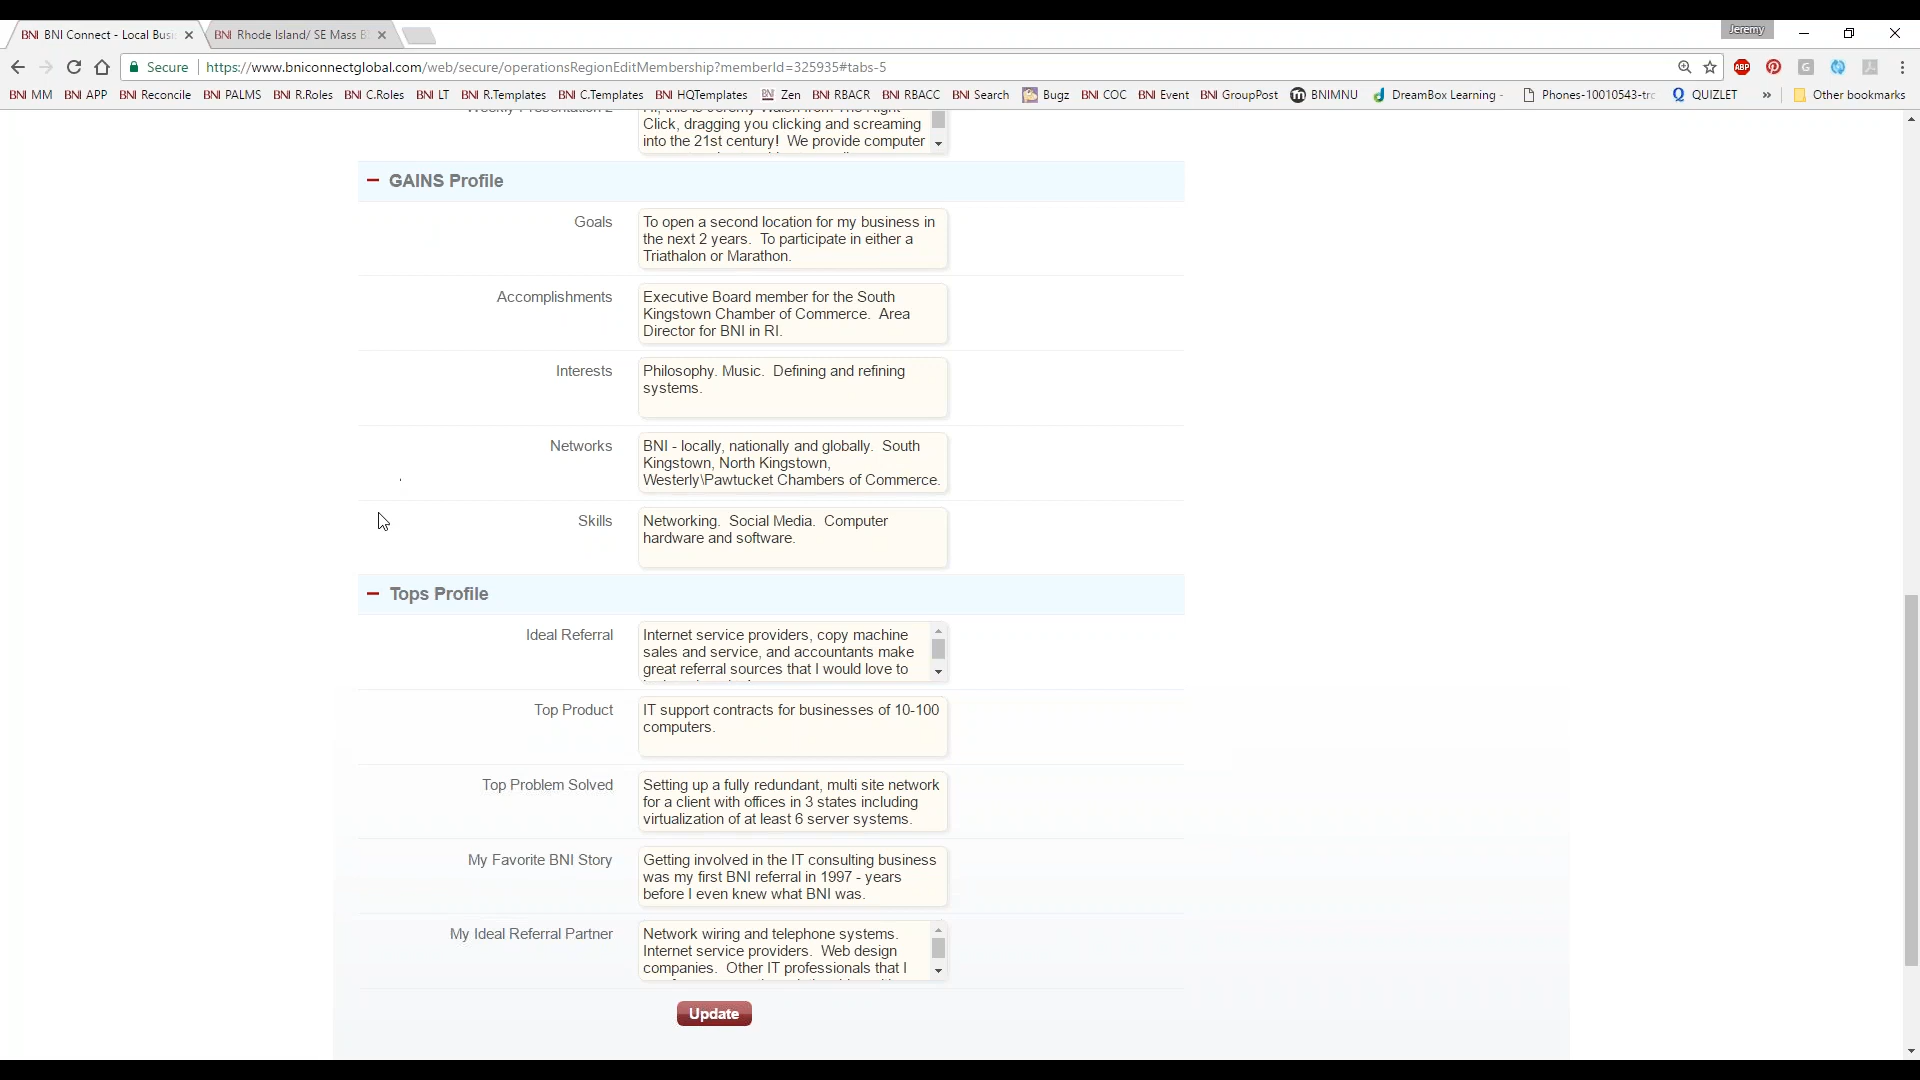 BNI BNI Connect - Local Busi
BNI Rhode Island/ SE Mass B
Jeremy
Secure https://www.bniconnectglobal.com/web/secure/operationsRegionEditMembership?memberId=325935#tabs-5
ABP
BNI MM BNI APP BNI Reconcile BNI PALMS BNI R.Roles BNI C.Roles BNI LT BNI R.Templates BNI C.Templates BNI HQTemplates BNI Zen BNI RBACR BNI RBACC BNI Search Bugz BNI COC BNI Event BNI GroupPost BNIMNU DreamBox Learning - Phones-10010543-tr QUIZLET » Other bookmarks
Weekly Presentation 2
Click, dragging you clicking and screaming
into the 21st century! We provide computer
GAINS Profile
Goals
To open a second location for my business in
the next 2 years. To participate in either a
Triathalon or Marathon.
Accomplishments
Executive Board member for the South
Kingstown Chamber of Commerce. Area
Director for BNI in RI.
Interests
Philosophy. Music. Defining and refining
systems.
Networks
BNI - locally, nationally and globally. South
Kingstown, North Kingstown,
Westerly\Pawtucket Chambers of Commerce.
Skills
Networking. Social Media. Computer
hardware and software.
Tops Profile
Ideal Referral
Internet service providers, copy machine
sales and service, and accountants make
great referral sources that I would love to
Top Product
IT support contracts for businesses of 10-100
computers.
Top Problem Solved
Setting up a fully redundant, multi site network
for a client with offices in 3 states including
virtualization of at least 6 server systems.
My Favorite BNI Story
Getting involved in the IT consulting business
was my first BNI referral in 1997 - years
before I even knew what BNI was.
My Ideal Referral Partner
Network wiring and telephone systems.
Internet service providers. Web design
companies. Other IT professionals that I
Update